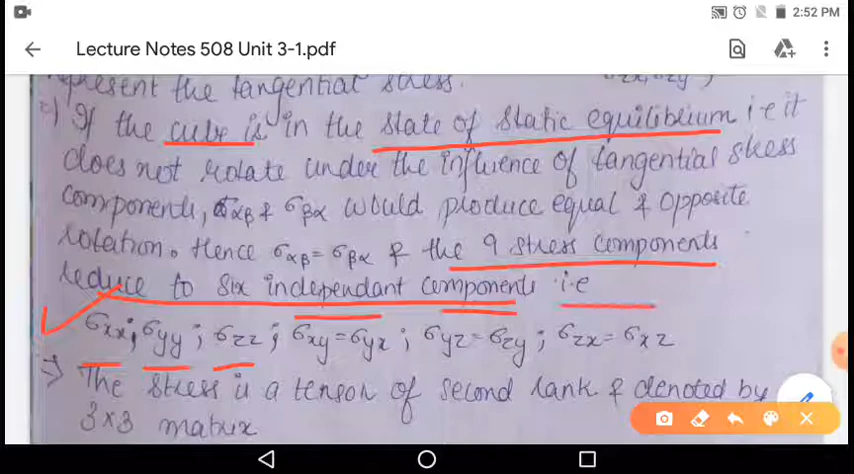 2:52 PM
Lecture Notes 508 Unit 3-1.pdf
represent the tangential stress.
c) If the cube is in the state of static equilibrium i.e it
does not rotate under the influence of tangential stress
components, σαβ & σβα would produce equal & opposite
rotation. Hence σαβ = σβα & the 9 stress components
reduce to six independant components i.e
σxx; σyy; σzz; σxy = σyx; σyz = σzy; σzx = σxz
⇒ The stress is a tensor of second rank & denoted by
3×3 matrix